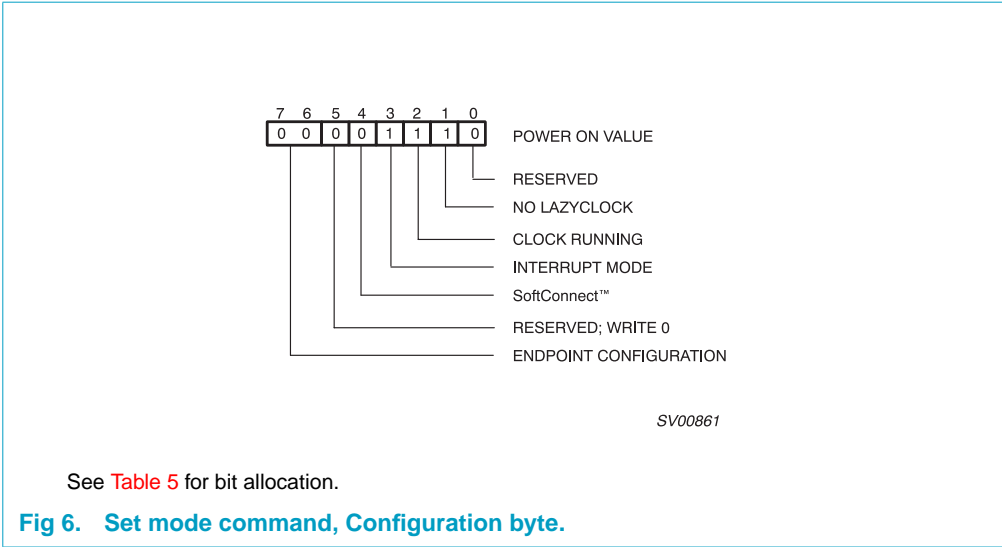 7 6 5 4 3 2 1 0
0 0 0 0 1 1 1 0 POWER ON VALUE
RESERVED
NO LAZYCLOCK
CLOCK RUNNING
INTERRUPT MODE
SoftConnect™
RESERVED; WRITE 0
ENDPOINT CONFIGURATION
SV00861
See Table 5 for bit allocation.
Fig 6. Set mode command, Configuration byte.